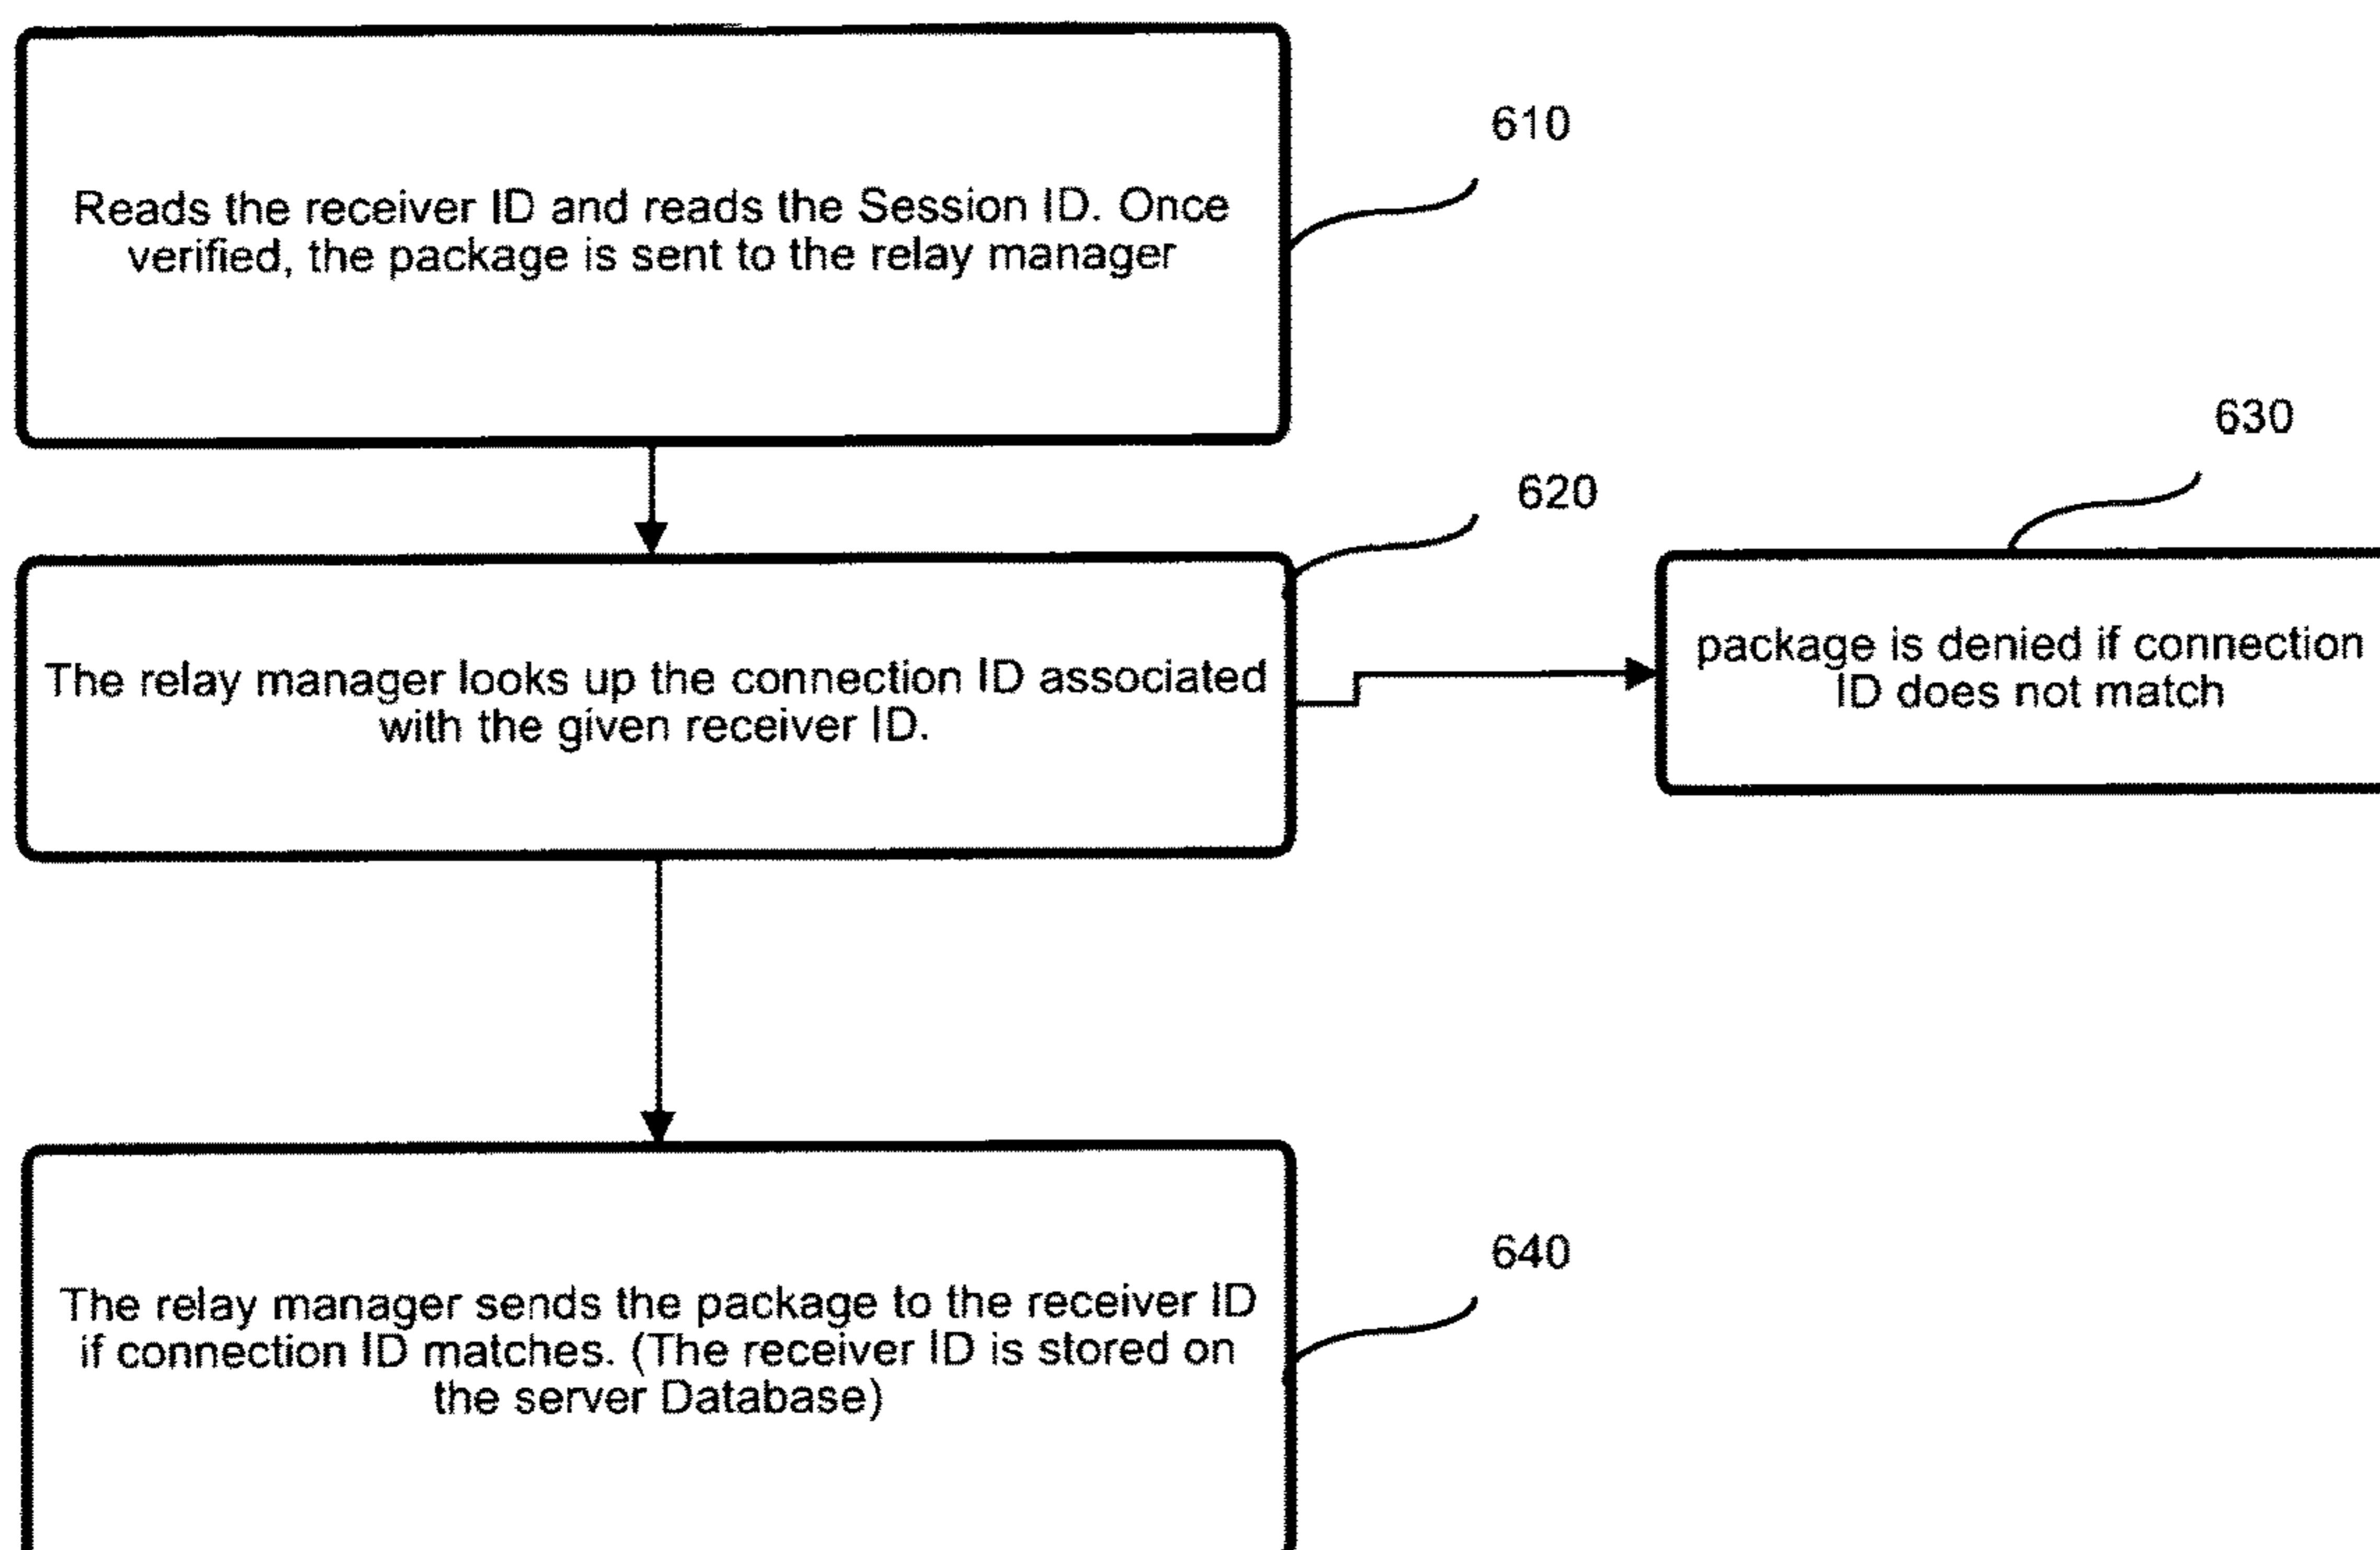 610
Reads the receiver ID and reads the Session ID. Once
verified, the package is sent to the relay manager
630
620
package is denied if connection
ID does not match
The relay manager looks up the connection ID associated
with the given receiver ID.
640
The relay manager sends the package to the receiver ID
if connection ID matches. (The receiver ID is stored on
the server Database)